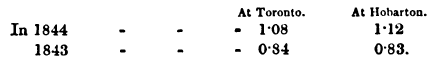 At Toronto. At Hobarton.
In 1844 - - - 1·08 1·12
1843 - - - 0·84 0·83.